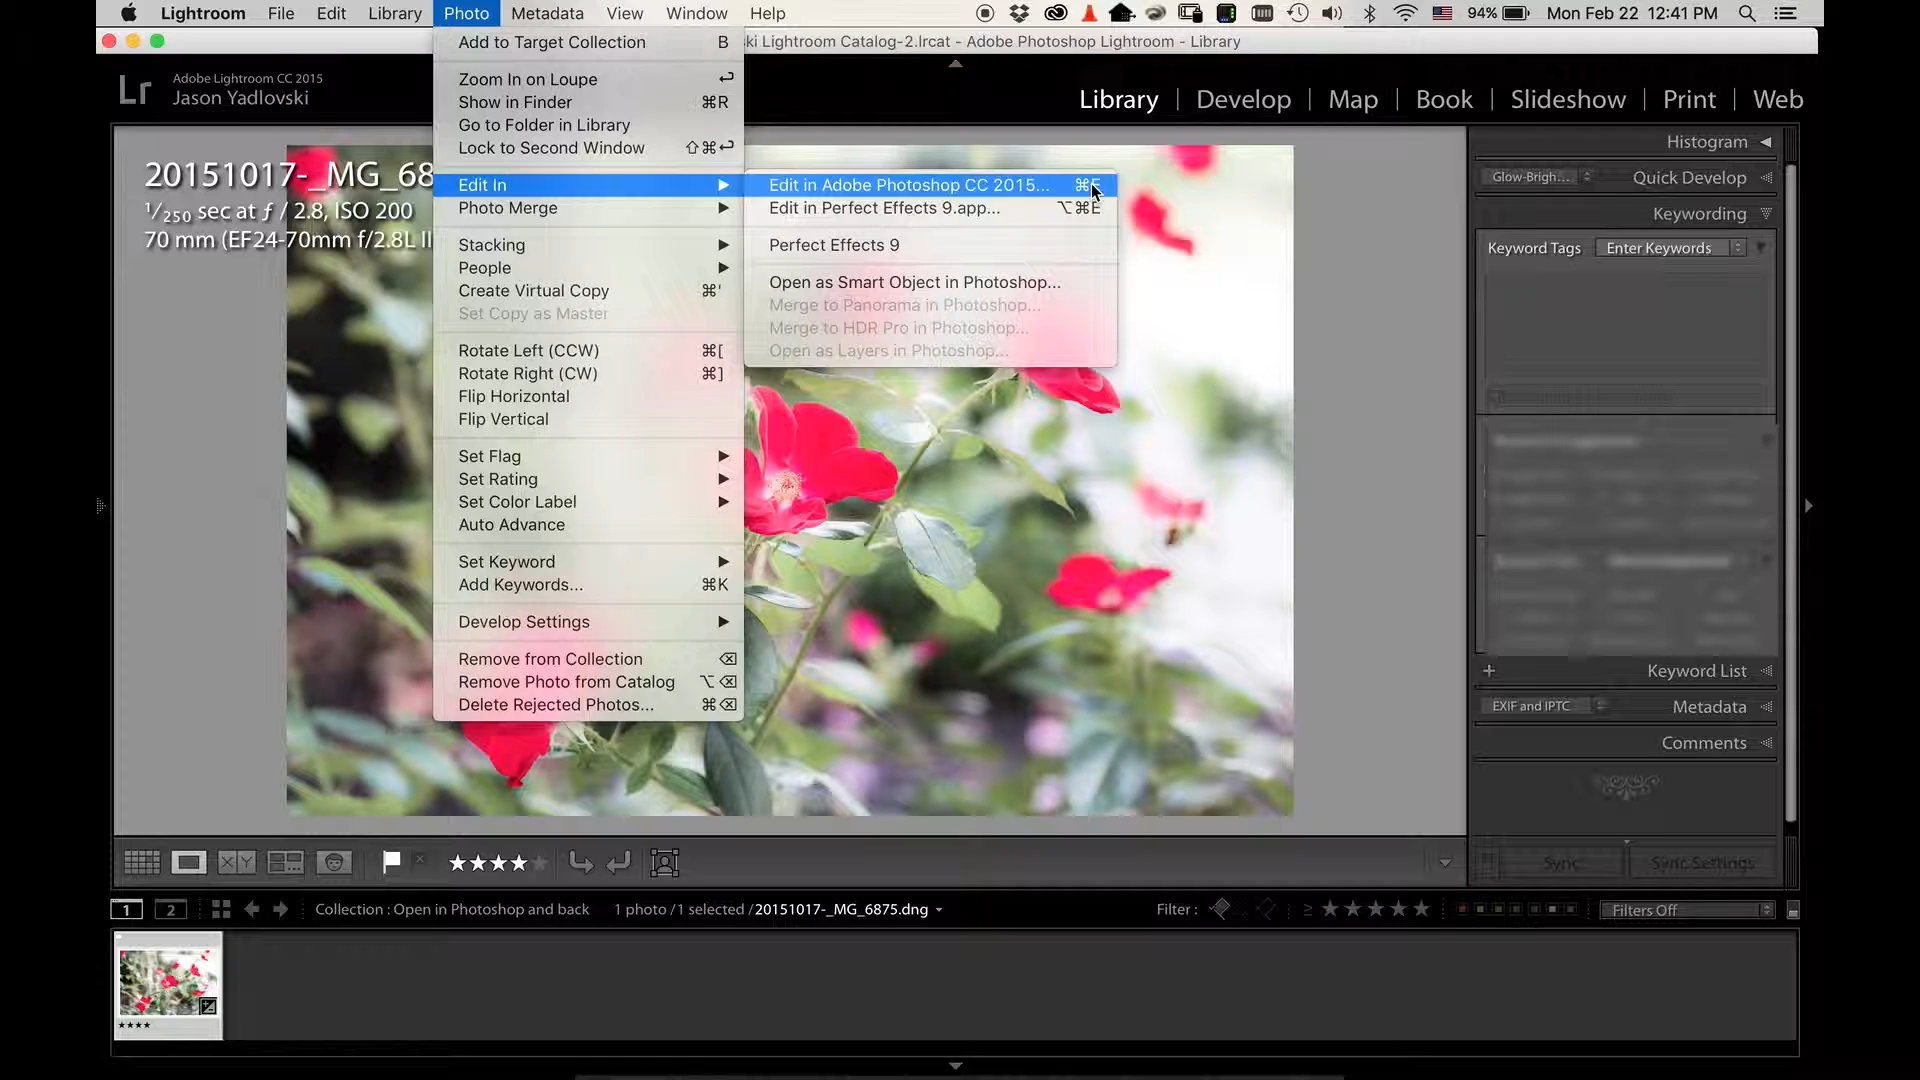 Lightroom File Edit Library Photo Metadata View Window Help 94% Mon Feb 22 12:41 PM
ki Lightroom Catalog-2.lrcat - Adobe Photoshop Lightroom - Library
Lr Adobe Lightroom CC 2015
Jason Yadlovski
Library | Develop | Map | Book | Slideshow | Print | Web
Add to Target Collection B
Zoom In on Loupe ↩
Show in Finder ⌘R
Go to Folder in Library
Lock to Second Window ⇧⌘↩
Edit In ▶
Photo Merge ▶
Stacking ▶
People ▶
Create Virtual Copy ⌘'
Set Copy as Master
Rotate Left (CCW) ⌘[
Rotate Right (CW) ⌘]
Flip Horizontal
Flip Vertical
Set Flag ▶
Set Rating ▶
Set Color Label ▶
Auto Advance
Set Keyword ▶
Add Keywords... ⌘K
Develop Settings ▶
Remove from Collection ⌫
Remove Photo from Catalog ⌥⌫
Delete Rejected Photos... ⌘⌫
Edit in Adobe Photoshop CC 2015... ⌘E
Edit in Perfect Effects 9.app... ⌥⌘E
Perfect Effects 9
Open as Smart Object in Photoshop...
Merge to Panorama in Photoshop...
Merge to HDR Pro in Photoshop...
Open as Layers in Photoshop...
20151017-_MG_68
1/250 sec at ƒ / 2.8, ISO 200
70 mm (EF24-70mm f/2.8L II
Histogram
Glow-Brigh... Quick Develop
Keywording
Keyword Tags Enter Keywords
+ Keyword List
EXIF and IPTC Metadata
Comments
Sync Sync Settings
X Y
1 2 Collection : Open in Photoshop and back 1 photo / 1 selected / 20151017-_MG_6875.dng Filter : ≥ ★★★★★ Filters Off
★★★★